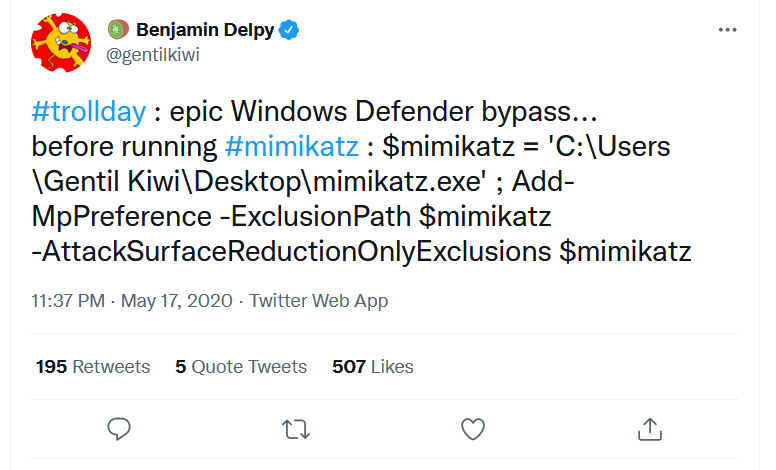 Benjamin Delpy
@gentilkiwi
#trollday : epic Windows Defender bypass...
before running #mimikatz : $mimikatz = 'C:\Users
\Gentil Kiwi\Desktop\mimikatz.exe' ; Add-
MpPreference -ExclusionPath $mimikatz
-AttackSurfaceReductionOnlyExclusions $mimikatz
11:37 PM · May 17, 2020 · Twitter Web App
195 Retweets 5 Quote Tweets 507 Likes